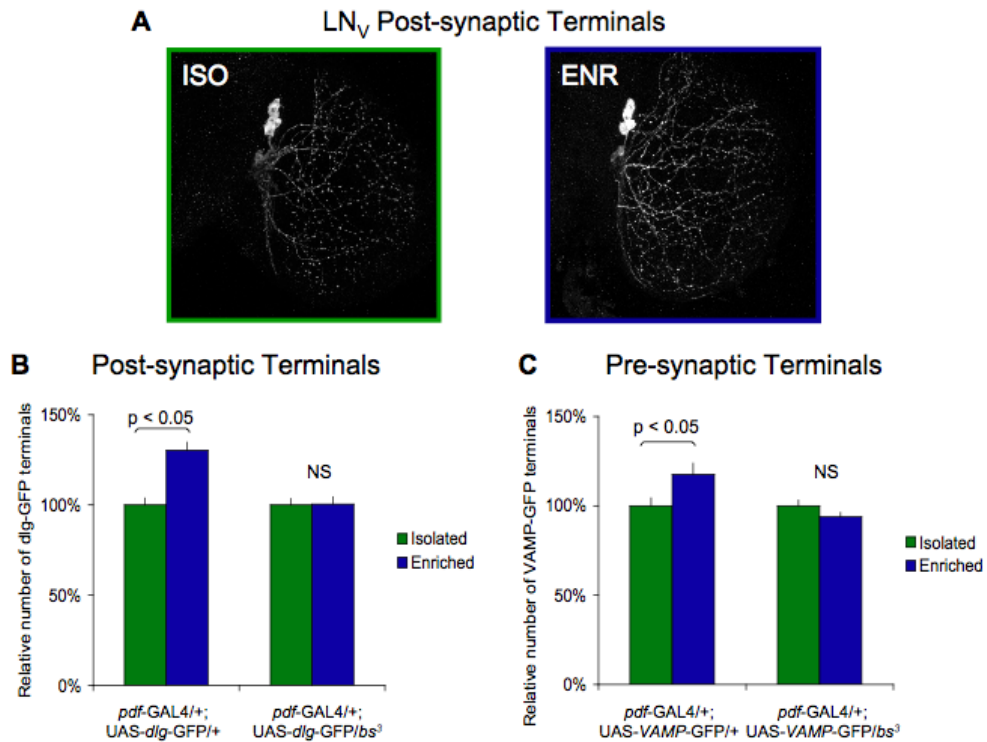 A LN_V Post-synaptic Terminals
ISO
ENR
B Post-synaptic Terminals
Relative number of dlg-GFP terminals
150%
100%
50%
0%
p < 0.05
NS
Isolated
Enriched
pdf-GAL4/+;
UAS-dlg-GFP/+
pdf-GAL4/+;
UAS-dlg-GFP/bs³
C Pre-synaptic Terminals
Relative number of VAMP-GFP terminals
150%
100%
50%
0%
p < 0.05
NS
Isolated
Enriched
pdf-GAL4/+;
UAS-VAMP-GFP/+
pdf-GAL4/+;
UAS-VAMP-GFP/bs³